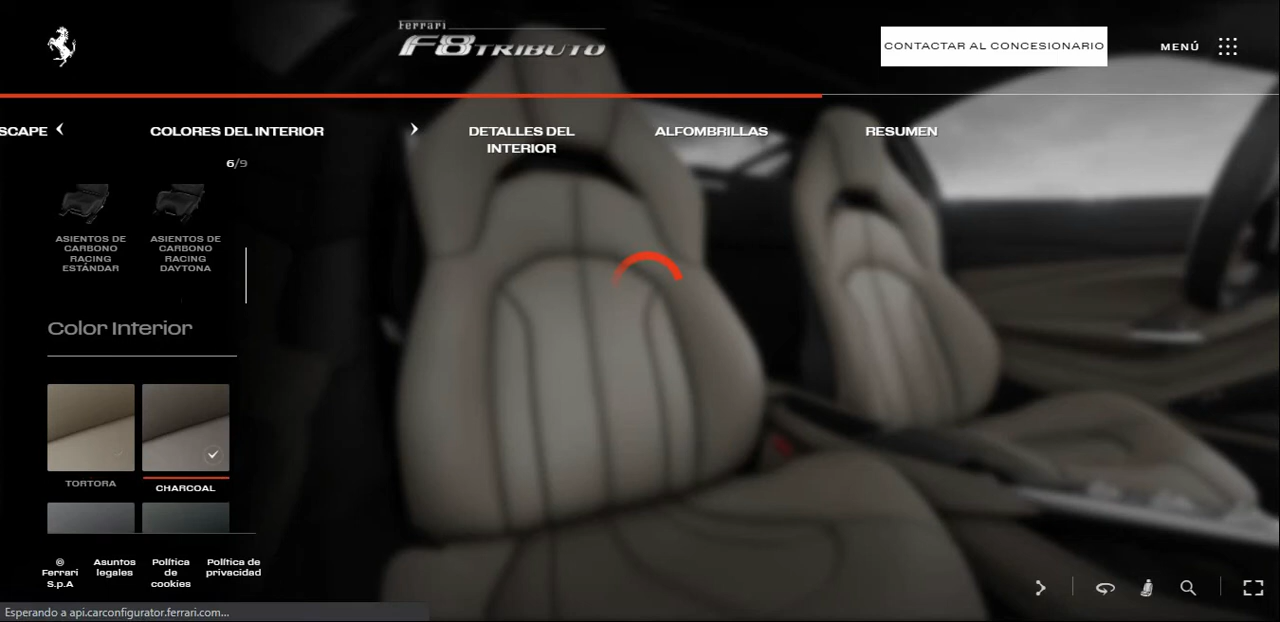 Ferrari
F8 TRIBUTO
CONTACTAR AL CONCESIONARIO
MENÚ
SCAPE
COLORES DEL INTERIOR
DETALLES DEL
INTERIOR
ALFOMBRILLAS
RESUMEN
6/9
ASIENTOS DE
CARBONO
RACING
ESTÁNDAR
ASIENTOS DE
CARBONO
RACING
DAYTONA
Color Interior
TORTORA
CHARCOAL
©
Ferrari
S.p.A
Asuntos
legales
Política
de
cookies
Política de
privacidad
Esperando a api.carconfigurator.ferrari.com...